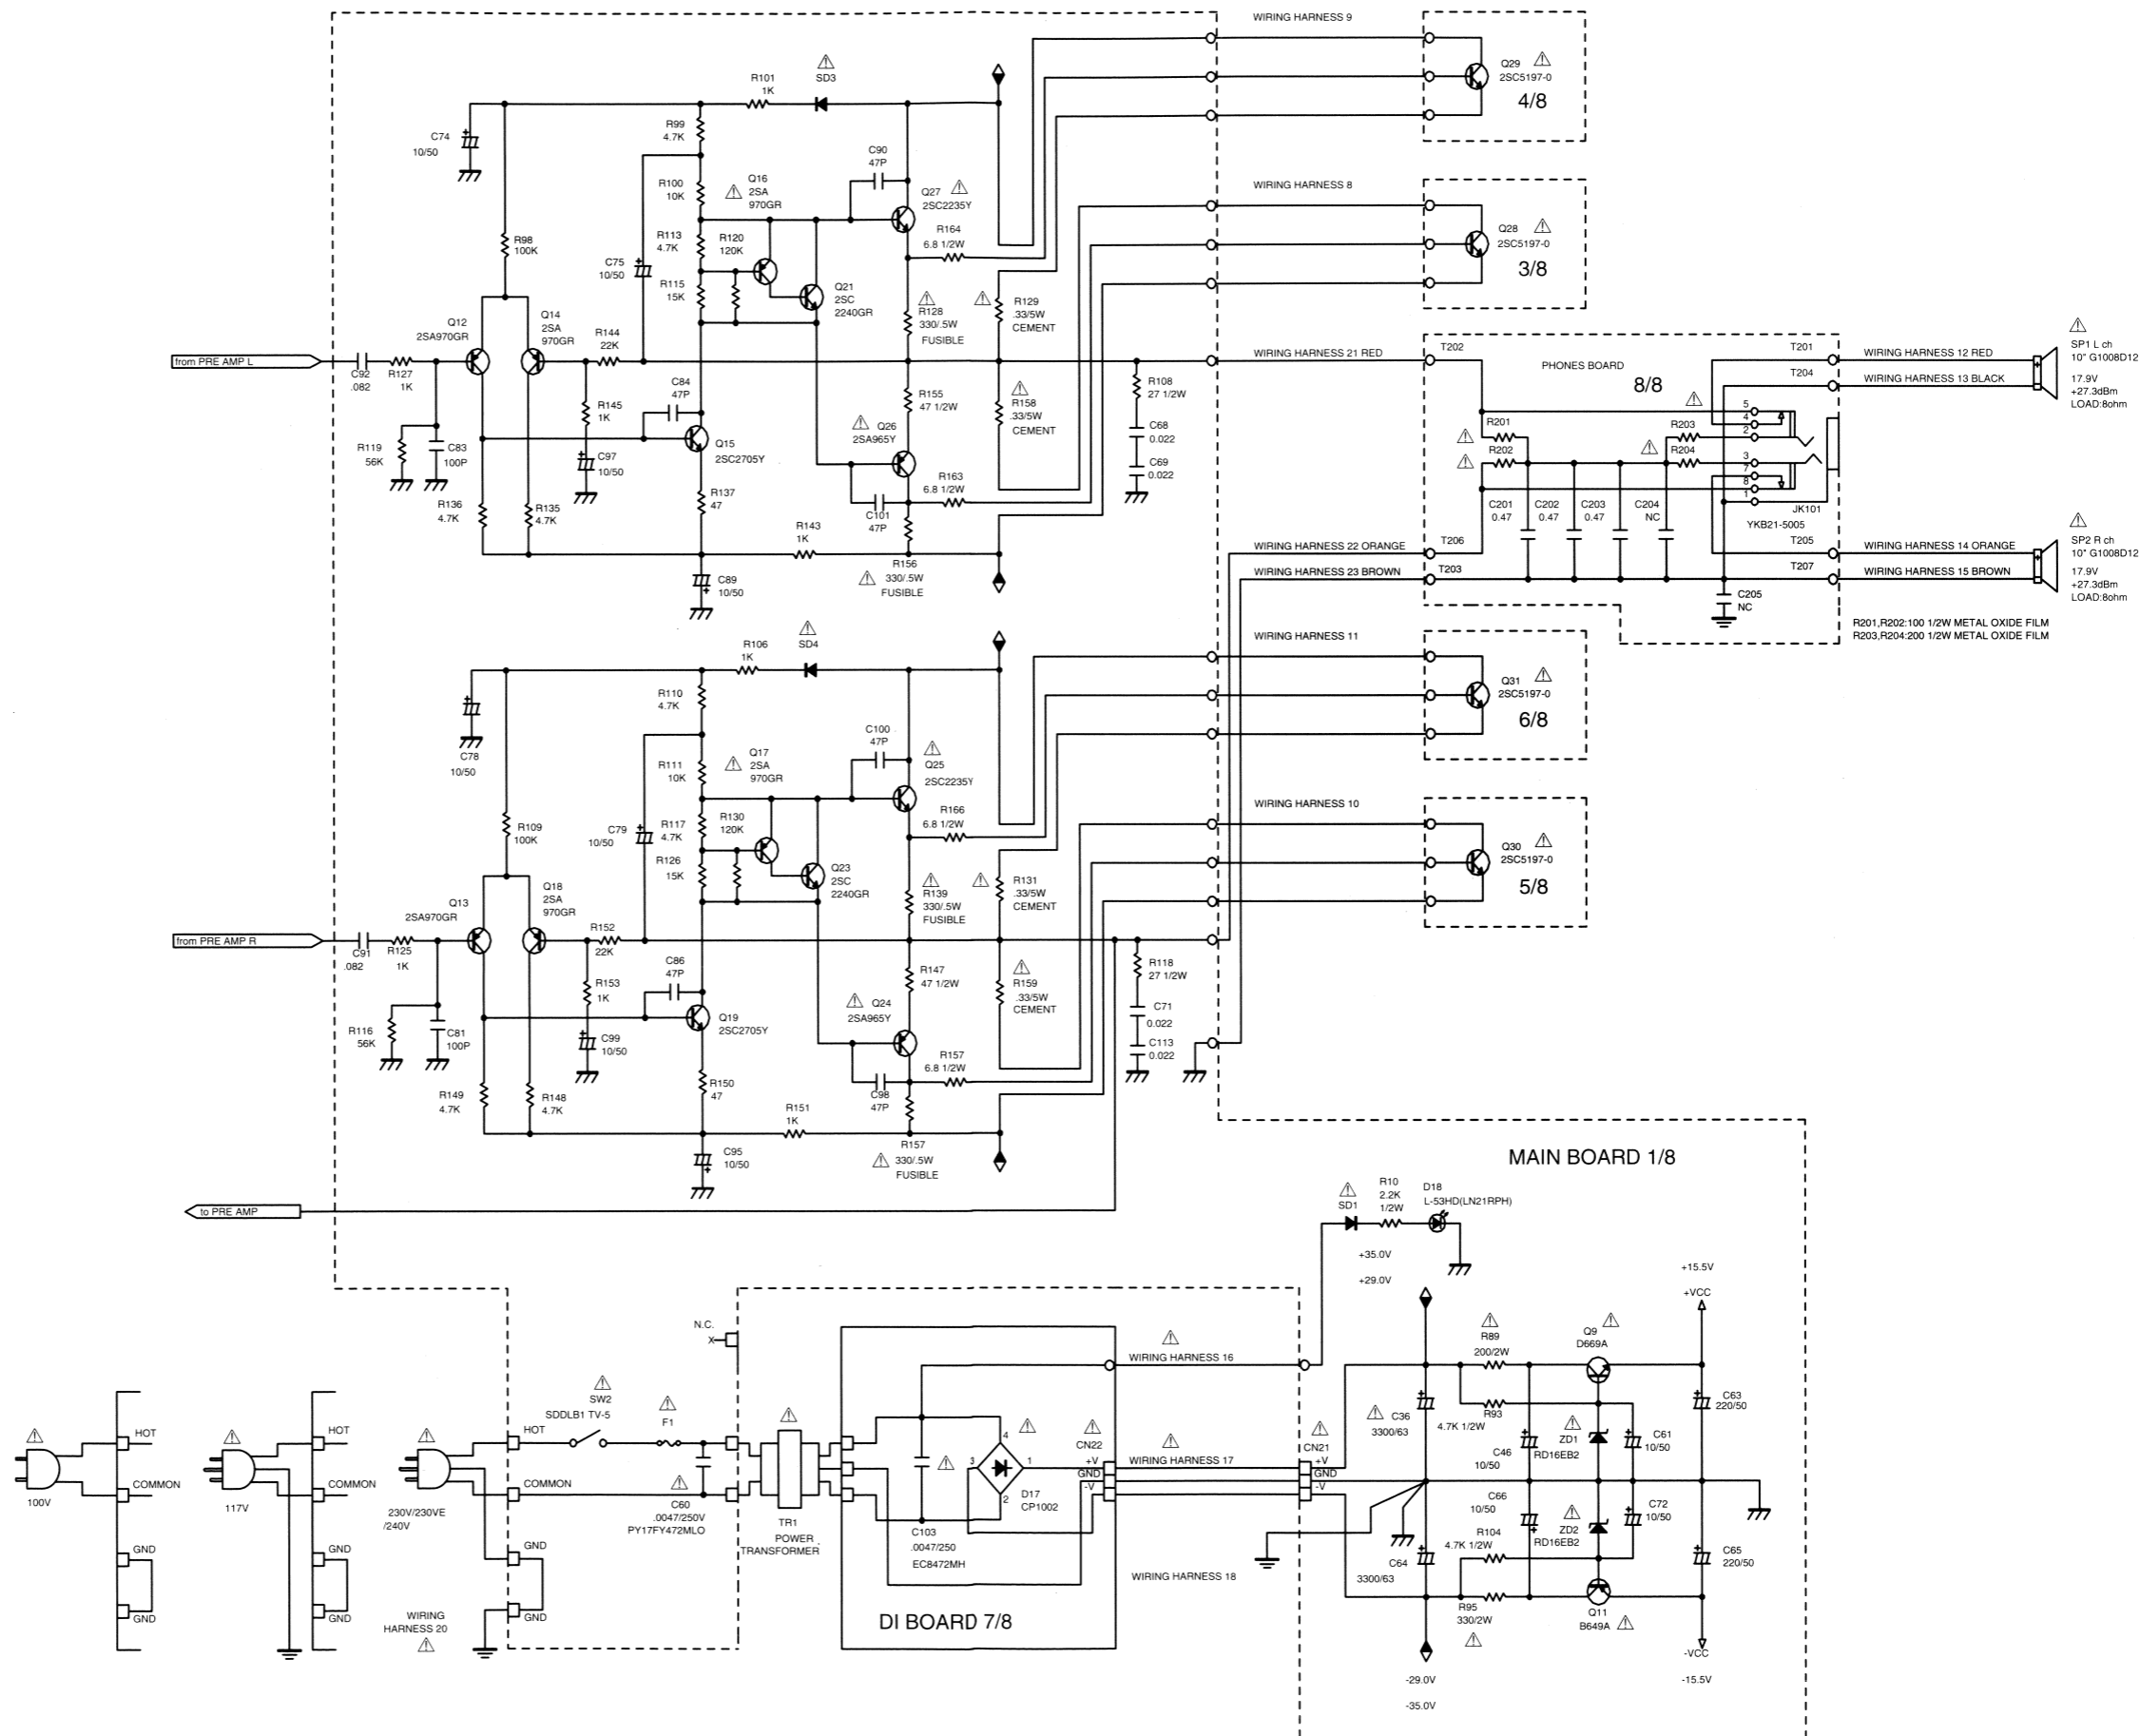 WIRING HARNESS 9
Q29
2SC5197-0
4/8
R101
1K
SD3
C74
10/50
R99
4.7K
C90
47P
R100
10K
Q16
2SA
970GR
Q27
2SC2235Y
WIRING HARNESS 8
Q28
2SC5197-0
3/8
R98
100K
R113
4.7K
R120
120K
R164
6.8 1/2W
C75
10/50
R115
15K
Q21
2SC
2240GR
R128
330/.5W
FUSIBLE
R129
.33/5W
CEMENT
Q12
2SA970GR
Q14
2SA
970GR
R144
22K
from PRE AMP L
C92
.082
R127
1K
WIRING HARNESS 21 RED
T202
PHONES BOARD
8/8
T201
WIRING HARNESS 12 RED
T204
WIRING HARNESS 13 BLACK
SP1 L ch
10" G1008D12
17.9V
+27.3dBm
LOAD:8ohm
R145
1K
C84
47P
R155
47 1/2W
R158
.33/5W
CEMENT
R108
27 1/2W
C68
0.022
C69
0.022
R119
56K
C83
100P
C97
10/50
Q15
2SC2705Y
Q26
2SA965Y
R163
6.8 1/2W
R201
R202
R203
R204
5
4
2
3
7
8
1
R136
4.7K
R135
4.7K
R137
47
R143
1K
C101
47P
C201
0.47
C202
0.47
C203
0.47
C204
NC
JK101
YKB21-5005
R156
330/.5W
FUSIBLE
C89
10/50
WIRING HARNESS 22 ORANGE
T206
WIRING HARNESS 23 BROWN
T203
T205
WIRING HARNESS 14 ORANGE
T207
WIRING HARNESS 15 BROWN
SP2 R ch
10" G1008D12
17.9V
+27.3dBm
LOAD:8ohm
C205
NC
R201,R202:100 1/2W METAL OXIDE FILM
R203,R204:200 1/2W METAL OXIDE FILM
R106
1K
SD4
WIRING HARNESS 11
Q31
2SC5197-0
6/8
C78
10/50
R110
4.7K
C100
47P
R111
10K
Q17
2SA
970GR
Q25
2SC2235Y
WIRING HARNESS 10
Q30
2SC5197-0
5/8
R109
100K
C79
10/50
R117
4.7K
R130
120K
R166
6.8 1/2W
R126
15K
Q23
2SC
2240GR
R139
330/.5W
FUSIBLE
R131
.33/5W
CEMENT
Q13
2SA970GR
Q18
2SA
970GR
R152
22K
from PRE AMP R
C91
.082
R125
1K
R153
1K
C86
47P
R147
47 1/2W
R159
.33/5W
CEMENT
R118
27 1/2W
C71
0.022
C113
0.022
R116
56K
C81
100P
C99
10/50
Q19
2SC2705Y
Q24
2SA965Y
R157
6.8 1/2W
R149
4.7K
R148
4.7K
R150
47
R151
1K
C98
47P
R157
330/.5W
FUSIBLE
C95
10/50
to PRE AMP
MAIN BOARD 1/8
SD1
R10
2.2K
1/2W
D18
L-53HD(LN21RPH)
+35.0V
+29.0V
+15.5V
+VCC
N.C.
X
HOT
COMMON
100V
GND
GND
HOT
COMMON
117V
GND
GND
230V/230VE
/240V
WIRING
HARNESS 20
HOT
COMMON
GND
GND
SW2
SDDLB1 TV-5
F1
C60
.0047/250V
PY17FY472MLO
TR1
POWER
TRANSFORMER
C103
.0047/250
EC8472MH
4
3
1
2
D17
CP1002
CN22
+V
GND
-V
DI BOARD 7/8
WIRING HARNESS 16
WIRING HARNESS 17
WIRING HARNESS 18
CN21
+V
GND
-V
C36
3300/63
C64
3300/63
R89
200/2W
R93
4.7K 1/2W
Q9
D669A
C46
10/50
ZD1
RD16EB2
C61
10/50
C63
220/50
C66
10/50
R104
4.7K 1/2W
ZD2
RD16EB2
C72
10/50
C65
220/50
R95
330/2W
Q11
B649A
-VCC
-15.5V
-29.0V
-35.0V